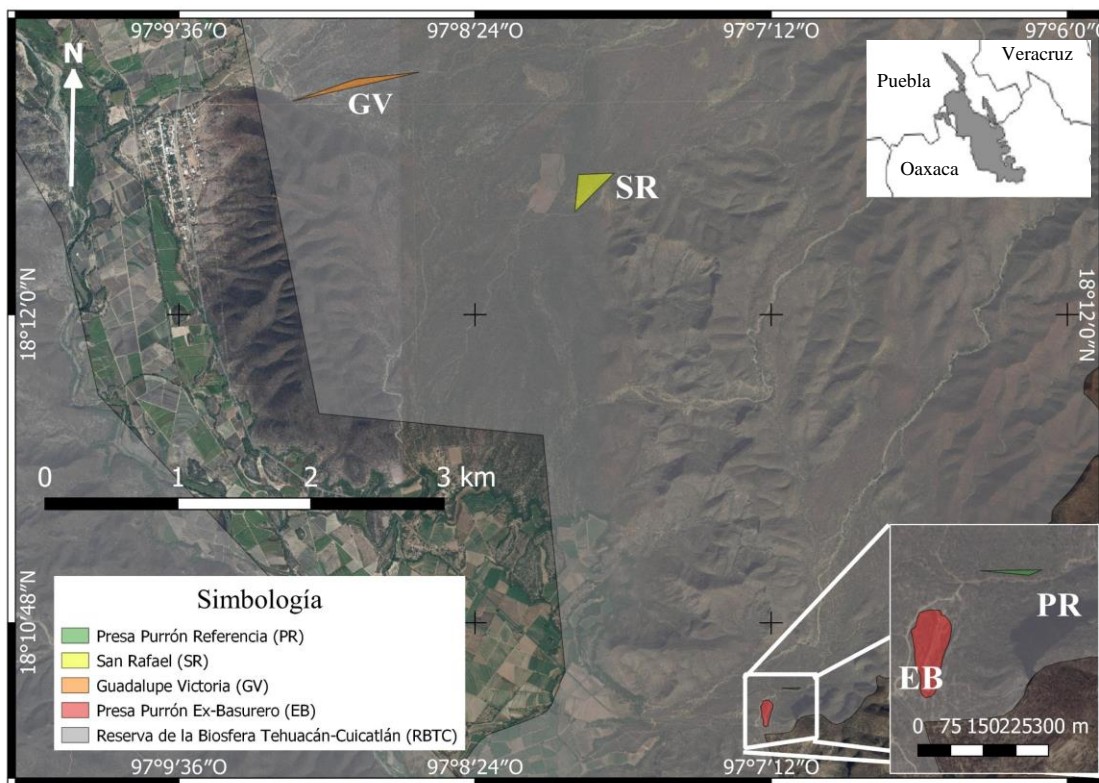 97°9′36″O
97°8′24″O
97°7′12″O
97°6′0″O
N
GV
SR
Veracruz
Puebla
Oaxaca
18°12′0″N
18°12′0″N
0 1 2 3 km
18°10′48″N
Simbología
Presa Purrón Referencia (PR)
San Rafael (SR)
Guadalupe Victoria (GV)
Presa Purrón Ex-Basurero (EB)
Reserva de la Biosfera Tehuacán-Cuicatlán (RBTC)
PR
EB
0 75 150225300 m
97°9′36″O
97°8′24″O
97°7′12″O